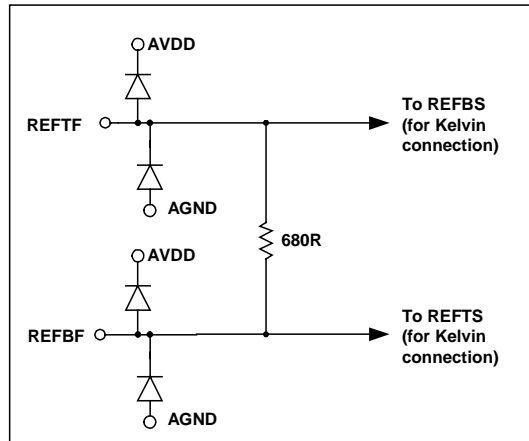 AVDD
REFTF
To REFBS
(for Kelvin
connection)
AGND
680R
AVDD
REFBF
To REFTS
(for Kelvin
connection)
AGND